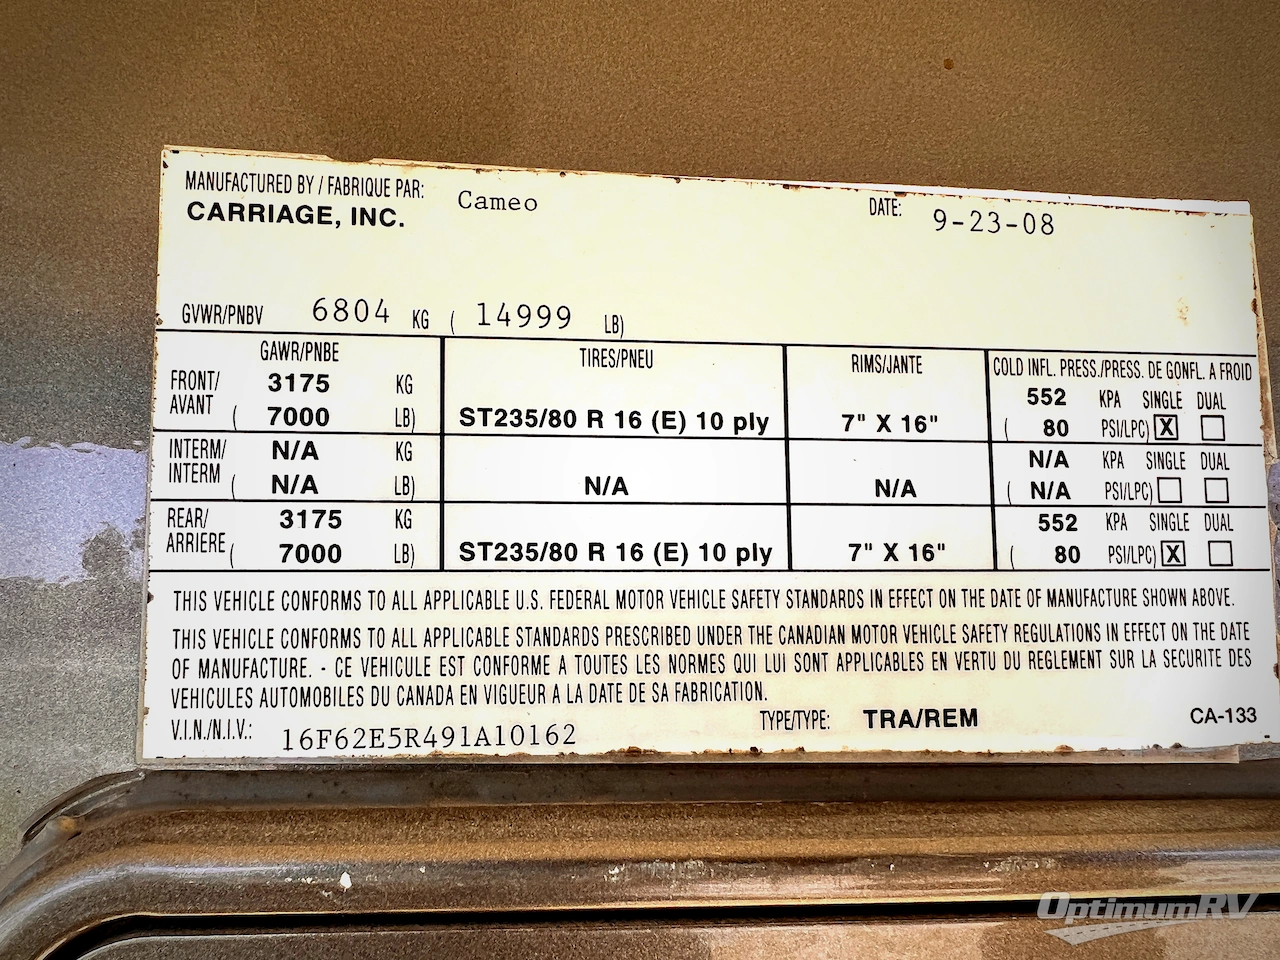 MANUFACTURED BY / FABRIQUE PAR: Cameo DATE: 9-23-08
CARRIAGE, INC.
GVWR/PNBV 6804 KG ( 14999 LB)
GAWR/PNBE TIRES/PNEU RIMS/JANTE COLD INFL. PRESS./PRESS. DE GONFL. A FROID
FRONT/ 3175 KG 552 KPA SINGLE DUAL
AVANT ( 7000 LB) ST235/80 R 16 (E) 10 ply 7" X 16" ( 80 PSI/LPC) X
INTERM/ N/A KG N/A KPA SINGLE DUAL
INTERM ( N/A LB) N/A N/A ( N/A PSI/LPC)
REAR/ 3175 KG 552 KPA SINGLE DUAL
ARRIERE ( 7000 LB) ST235/80 R 16 (E) 10 ply 7" X 16" ( 80 PSI/LPC) X
THIS VEHICLE CONFORMS TO ALL APPLICABLE U.S. FEDERAL MOTOR VEHICLE SAFETY STANDARDS IN EFFECT ON THE DATE OF MANUFACTURE SHOWN ABOVE.
THIS VEHICLE CONFORMS TO ALL APPLICABLE STANDARDS PRESCRIBED UNDER THE CANADIAN MOTOR VEHICLE SAFETY REGULATIONS IN EFFECT ON THE DATE
OF MANUFACTURE. - CE VEHICULE EST CONFORME A TOUTES LES NORMES QUI LUI SONT APPLICABLES EN VERTU DU REGLEMENT SUR LA SECURITE DES
VEHICULES AUTOMOBILES DU CANADA EN VIGUEUR A LA DATE DE SA FABRICATION.
V.I.N./N.I.V.: 16F62E5R491A10162 TYPE/TYPE: TRA/REM CA-133
OptimumRV